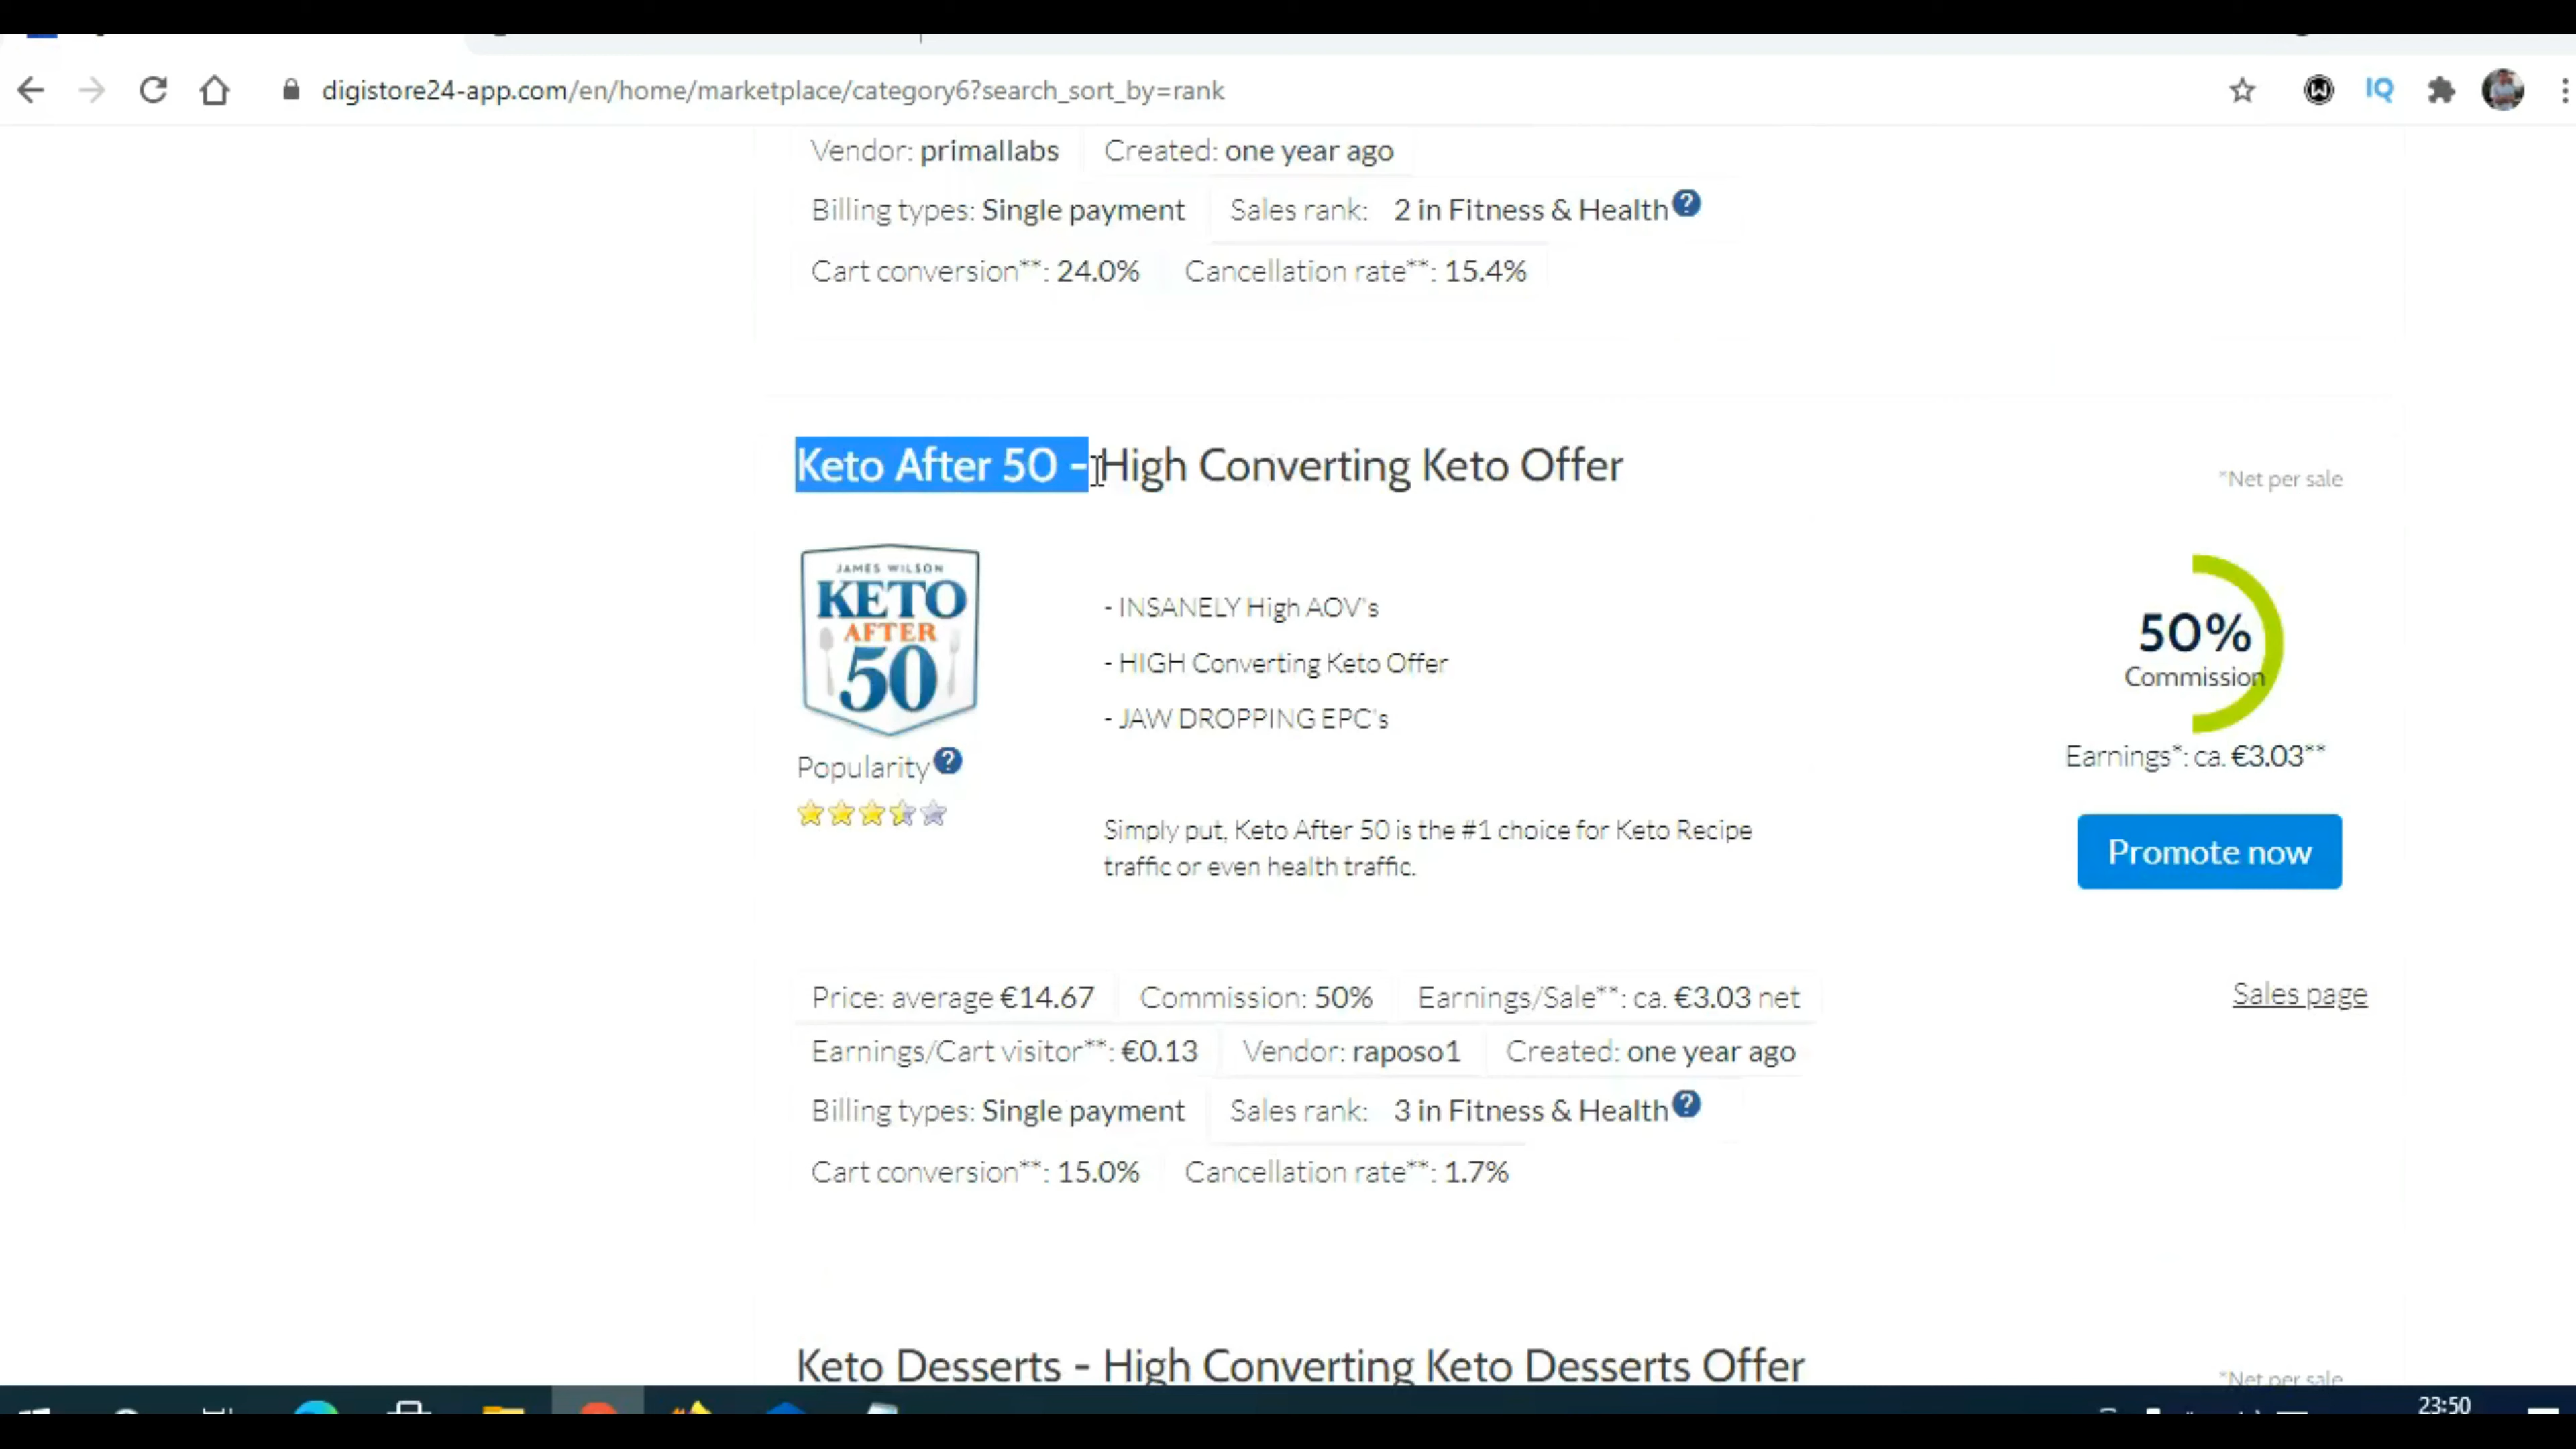 digistore24-app.com/en/home/marketplace/category6?search_sort_by=rank
IQ
Vendor: primallabs Created: one year ago
Billing types: Single payment Sales rank: 2 in Fitness & Health ?
Cart conversion**: 24.0% Cancellation rate**: 15.4%
Keto After 50 - High Converting Keto Offer
*Net per sale
JAMES WILSON
KETO
AFTER
50
- INSANELY High AOV's
- HIGH Converting Keto Offer
- JAW DROPPING EPC's
50%
Commission
Earnings*: ca. €3.03**
Popularity ?
Simply put, Keto After 50 is the #1 choice for Keto Recipe
traffic or even health traffic.
Promote now
Price: average €14.67 Commission: 50% Earnings/Sale**: ca. €3.03 net
Sales page
Earnings/Cart visitor**: €0.13 Vendor: raposo1 Created: one year ago
Billing types: Single payment Sales rank: 3 in Fitness & Health ?
Cart conversion**: 15.0% Cancellation rate**: 1.7%
Keto Desserts - High Converting Keto Desserts Offer
*Net per sale
23:50